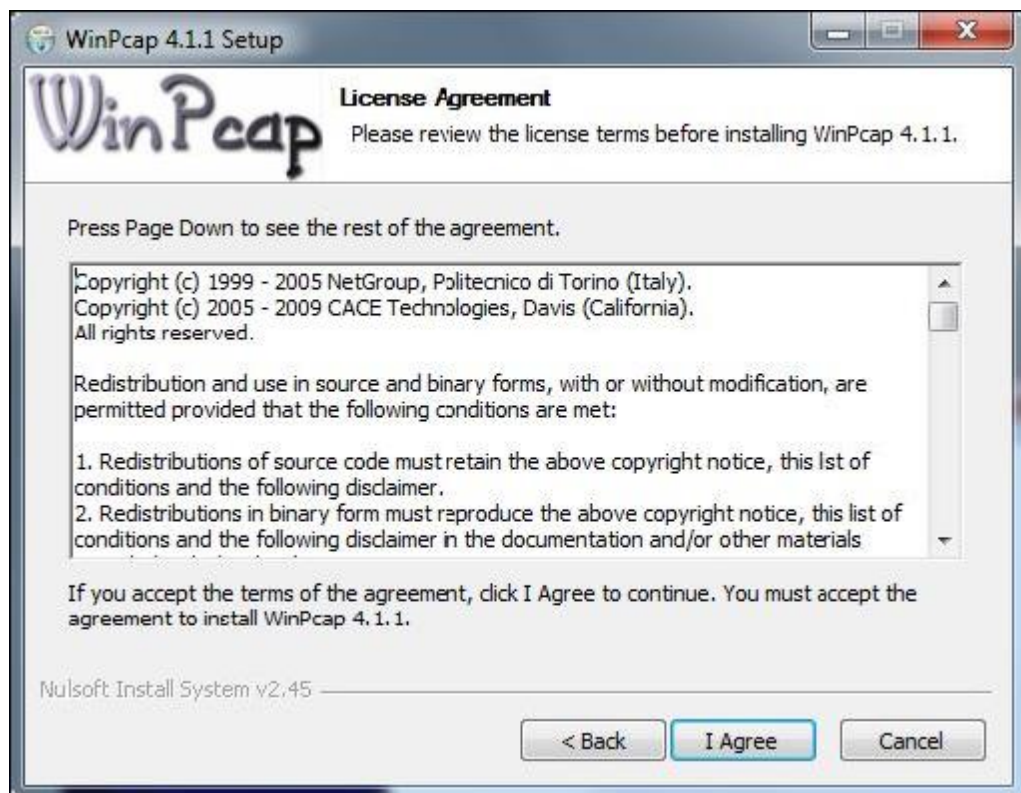 WinPcap 4.1.1 Setup
WinPcap
License Agreement
Please review the license terms before installing WinPcap 4.1.1.
Press Page Down to see the rest of the agreement.
Copyright (c) 1999 - 2005 NetGroup, Politecnico di Torino (Italy).
Copyright (c) 2005 - 2009 CACE Technologies, Davis (California).
All rights reserved.
Redistribution and use in source and binary forms, with or without modification, are
permitted provided that the following conditions are met:
1. Redistributions of source code must retain the above copyright notice, this list of
conditions and the following disclaimer.
2. Redistributions in binary form must reproduce the above copyright notice, this list of
conditions and the following disclaimer in the documentation and/or other materials
If you accept the terms of the agreement, click I Agree to continue. You must accept the
agreement to install WinPcap 4.1.1.
Nullsoft Install System v2.45
< Back
I Agree
Cancel